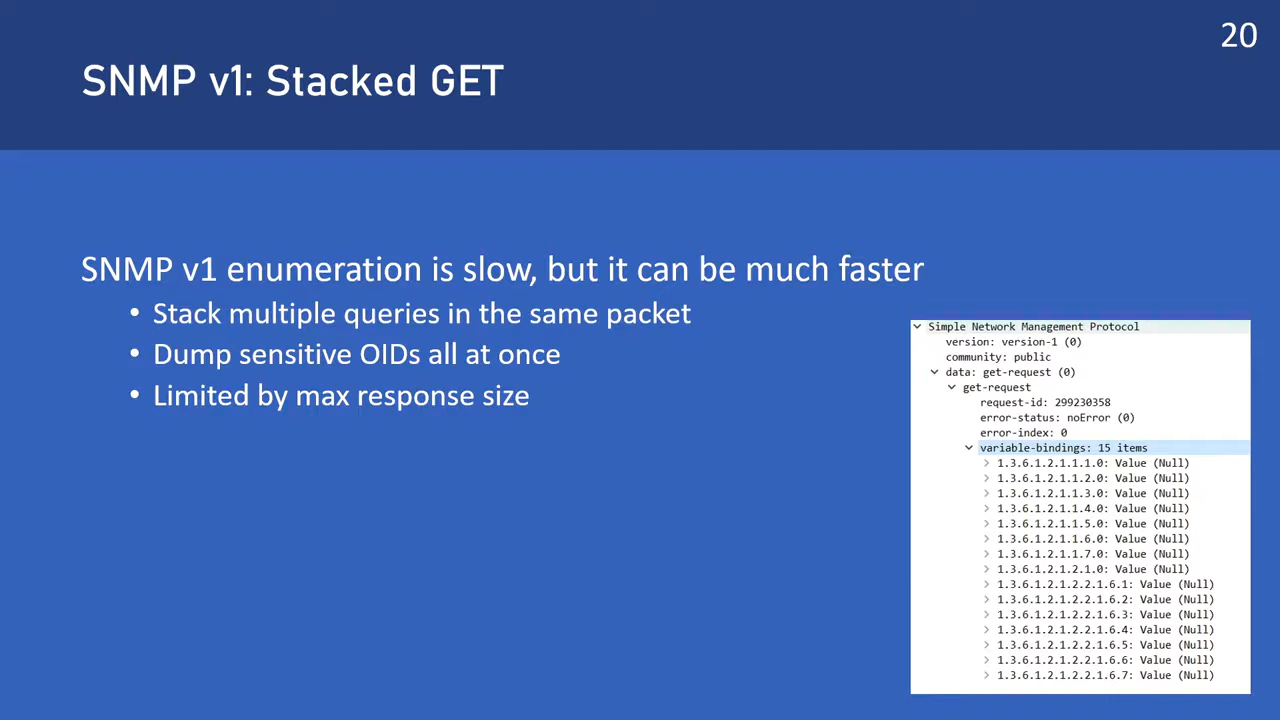 20
SNMP v1: Stacked GET
SNMP v1 enumeration is slow, but it can be much faster
• Stack multiple queries in the same packet
• Dump sensitive OIDs all at once
• Limited by max response size
Simple Network Management Protocol
version: version-1 (0)
community: public
data: get-request (0)
get-request
request-id: 299230358
error-status: noError (0)
error-index: 0
variable-bindings: 15 items
1.3.6.1.2.1.1.1.0: Value (Null)
1.3.6.1.2.1.1.2.0: Value (Null)
1.3.6.1.2.1.1.3.0: Value (Null)
1.3.6.1.2.1.1.4.0: Value (Null)
1.3.6.1.2.1.1.5.0: Value (Null)
1.3.6.1.2.1.1.6.0: Value (Null)
1.3.6.1.2.1.1.7.0: Value (Null)
1.3.6.1.2.1.2.1.0: Value (Null)
1.3.6.1.2.1.2.2.1.6.1: Value (Null)
1.3.6.1.2.1.2.2.1.6.2: Value (Null)
1.3.6.1.2.1.2.2.1.6.3: Value (Null)
1.3.6.1.2.1.2.2.1.6.4: Value (Null)
1.3.6.1.2.1.2.2.1.6.5: Value (Null)
1.3.6.1.2.1.2.2.1.6.6: Value (Null)
1.3.6.1.2.1.2.2.1.6.7: Value (Null)